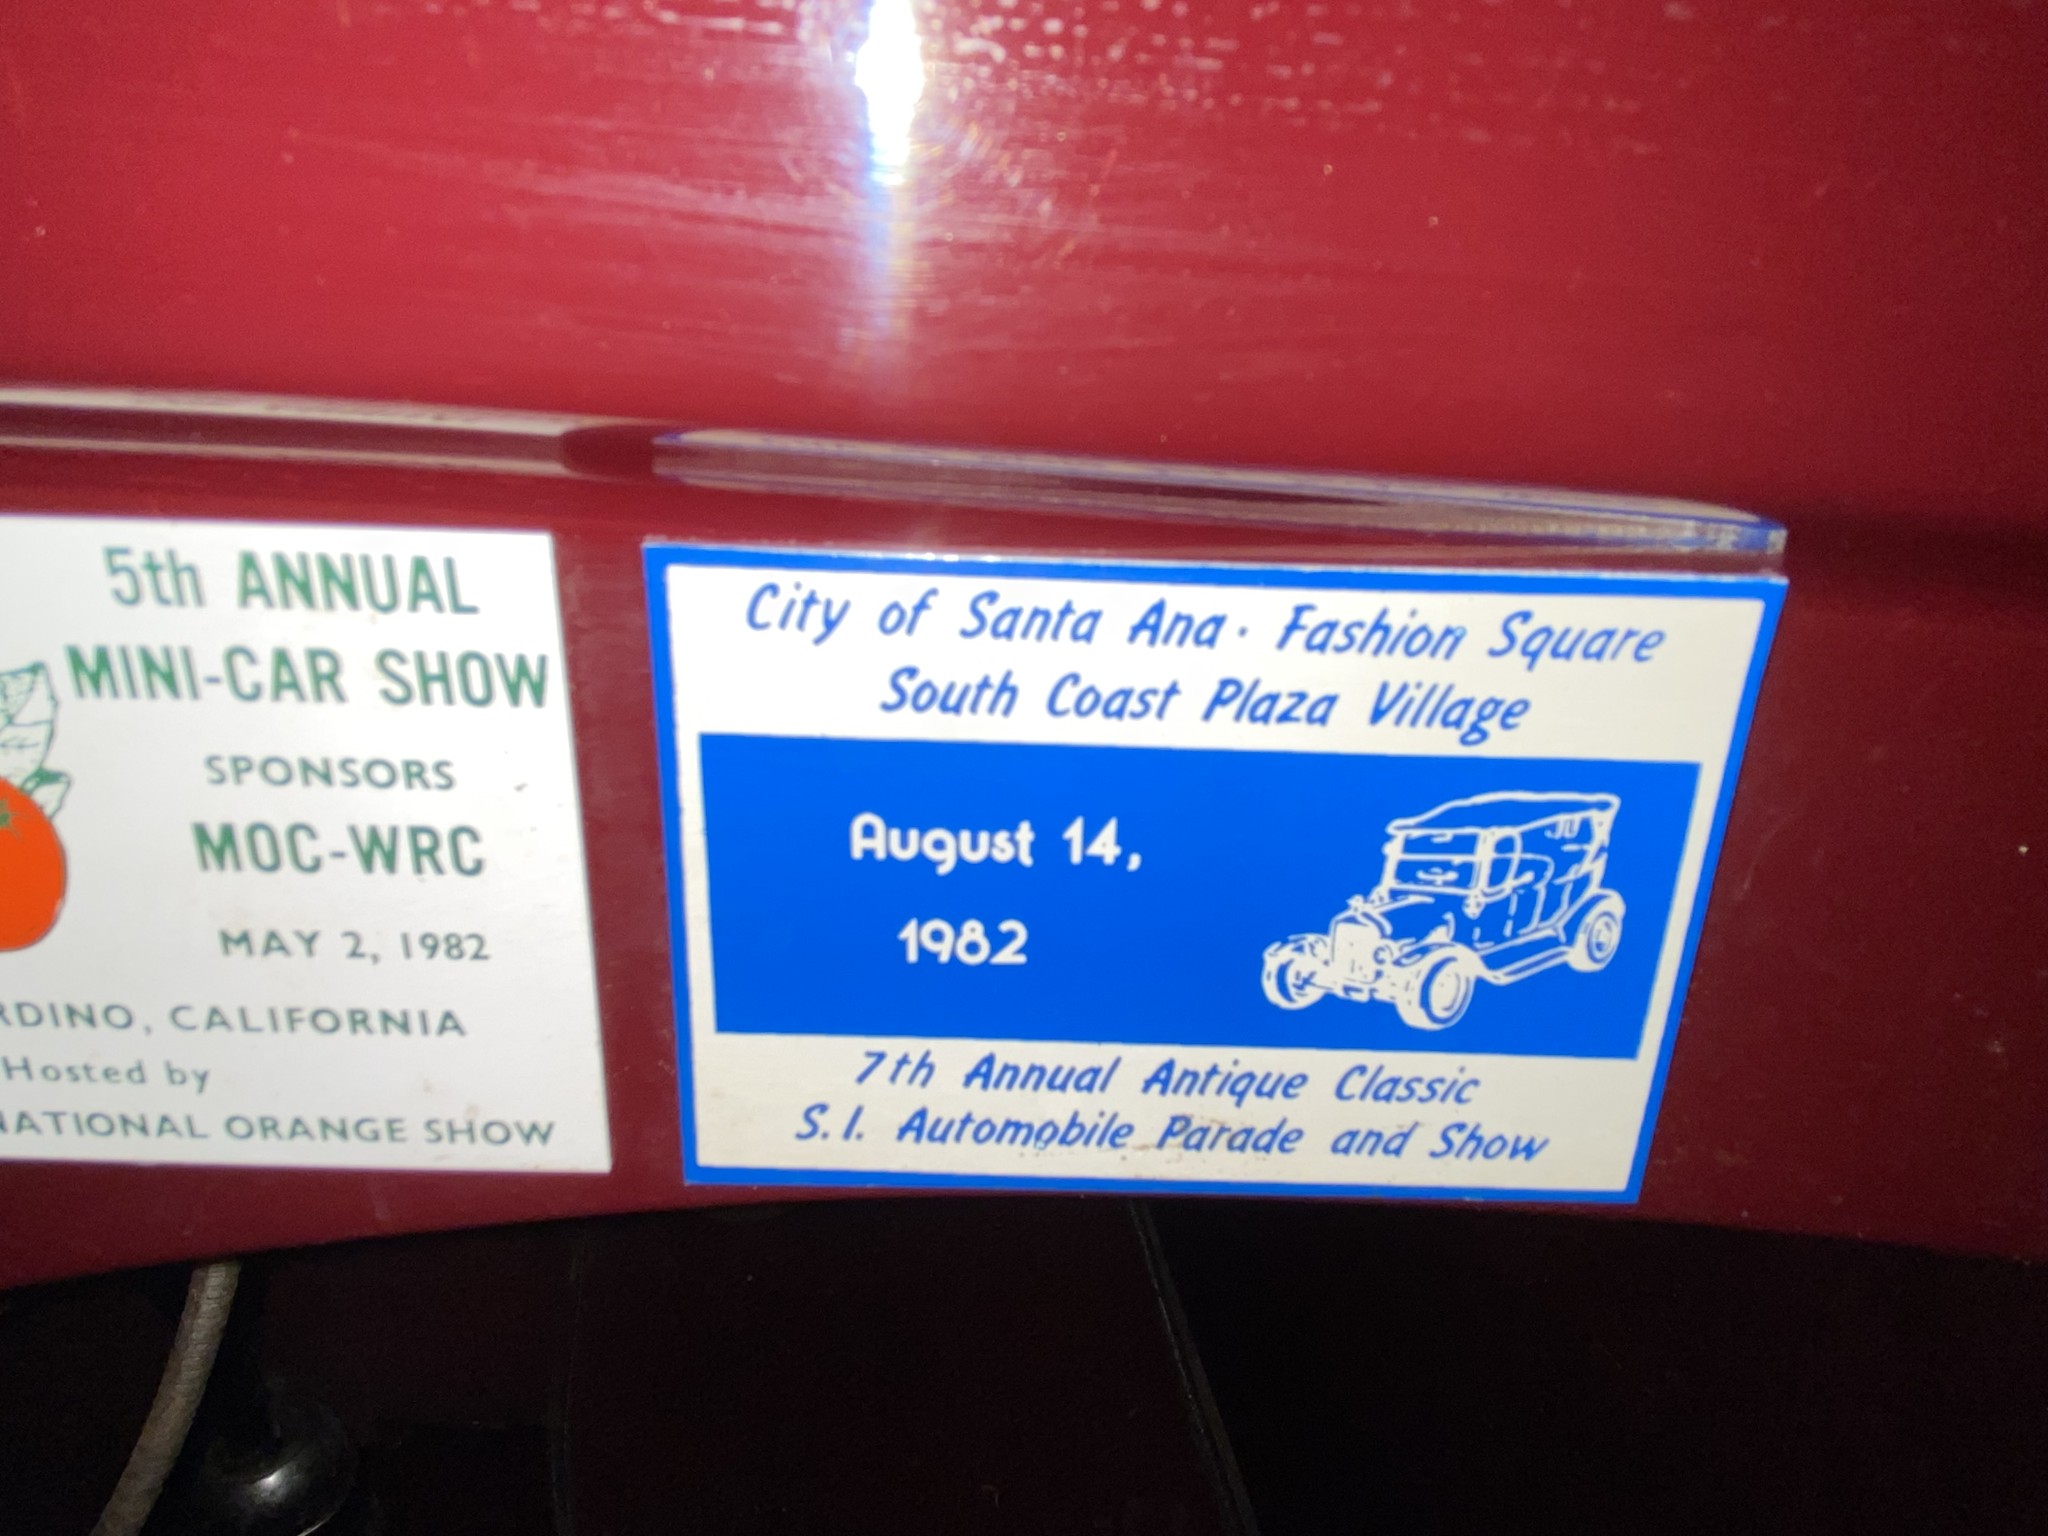 5th ANNUAL
MINI-CAR SHOW
SPONSORS
MOC-WRC
MAY 2, 1982
RDINO, CALIFORNIA
Hosted by
NATIONAL ORANGE SHOW
City of Santa Ana · Fashion Square
South Coast Plaza Village
August 14,
1982
7th Annual Antique Classic
S.I. Automobile Parade and Show